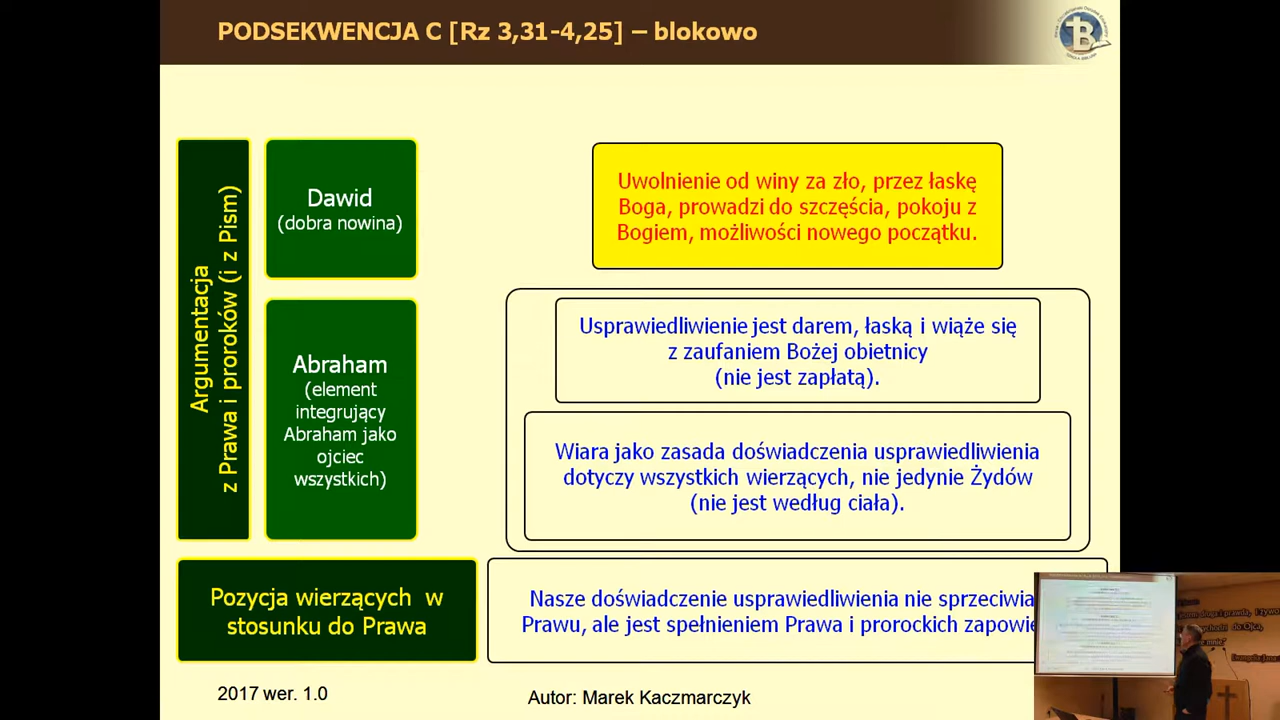 PODSEKWENCJA C [Rz 3,31-4,25] – blokowo
Argumentacja
z Prawa i proroków (i z Pism)
Dawid
(dobra nowina)
Uwolnienie od winy za zło, przez łaskę
Boga, prowadzi do szczęścia, pokoju z
Bogiem, możliwości nowego początku.
Abraham
(element
integrujący
Abraham jako
ojciec
wszystkich)
Usprawiedliwienie jest darem, łaską i wiąże się
z zaufaniem Bożej obietnicy
(nie jest zapłatą).
Wiara jako zasada doświadczenia usprawiedliwienia
dotyczy wszystkich wierzących, nie jedynie Żydów
(nie jest według ciała).
Pozycja wierzących w
stosunku do Prawa
Nasze doświadczenie usprawiedliwienia nie sprzeciwia
Prawu, ale jest spełnieniem Prawa i prorockich zapowie
2017 wer. 1.0
Autor: Marek Kaczmarczyk